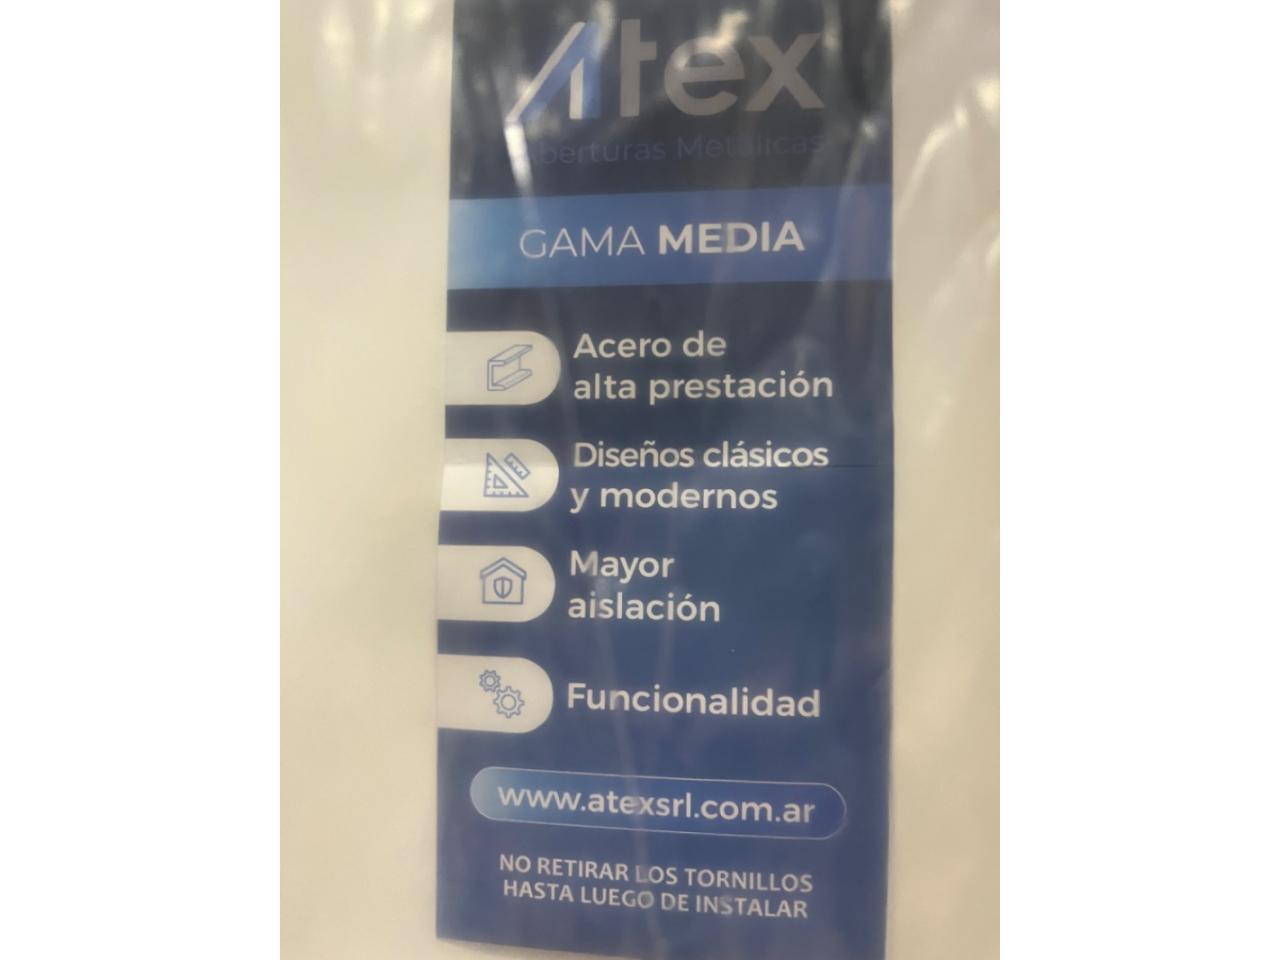 Atex
Aberturas Metálicas
GAMA MEDIA
Acero de
alta prestación
Diseños clásicos
y modernos
Mayor
aislación
Funcionalidad
www.atexsrl.com.ar
NO RETIRAR LOS TORNILLOS
HASTA LUEGO DE INSTALAR